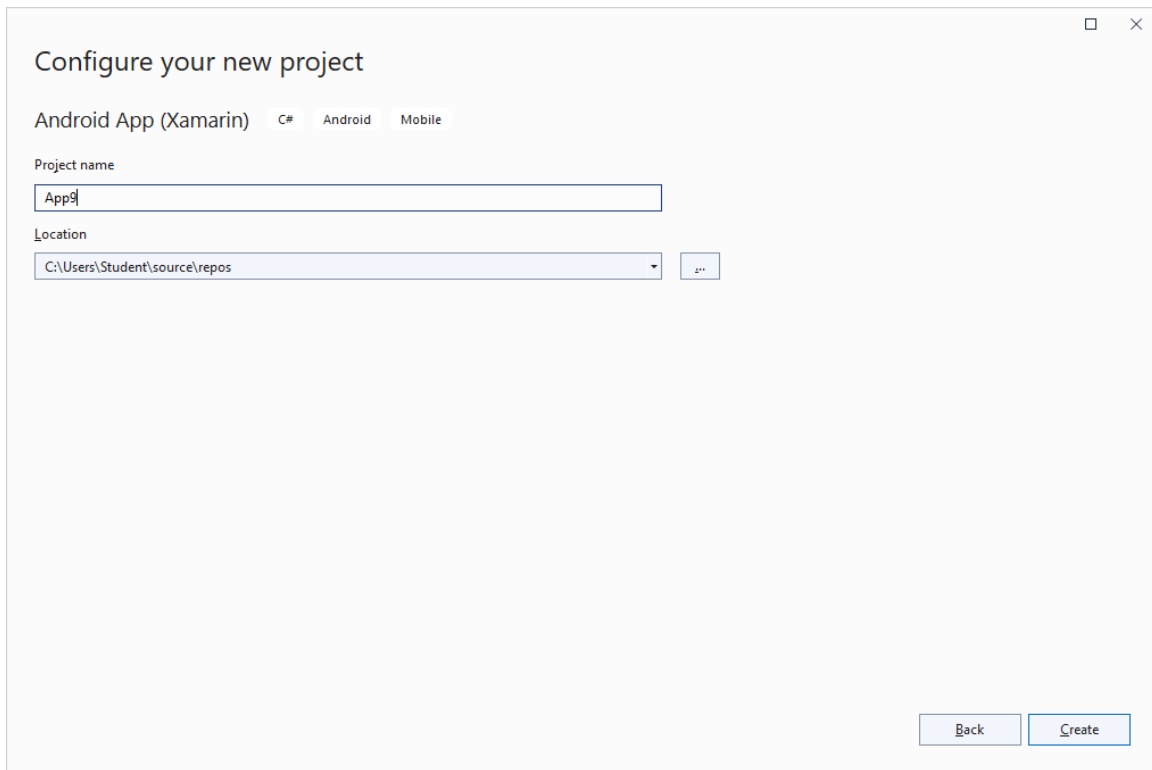 Configure your new project
Android App (Xamarin) C# Android Mobile
Project name
App9
Location
C:\Users\Student\source\repos
...
Back Create